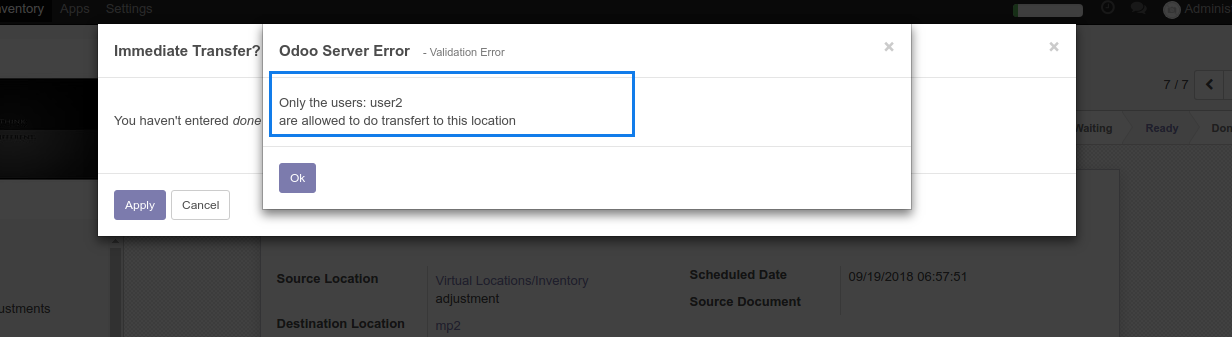 nventory Apps Settings
Adminis
Immediate Transfer?
Odoo Server Error - Validation Error
×
×
7 / 7
Only the users: user2
are allowed to do transfert to this location
You haven't entered done
Waiting Ready Don
Ok
Apply Cancel
Source Location
Virtual Locations/Inventory
adjustment
Scheduled Date
09/19/2018 06:57:51
Source Document
ustments
Destination Location
mp2